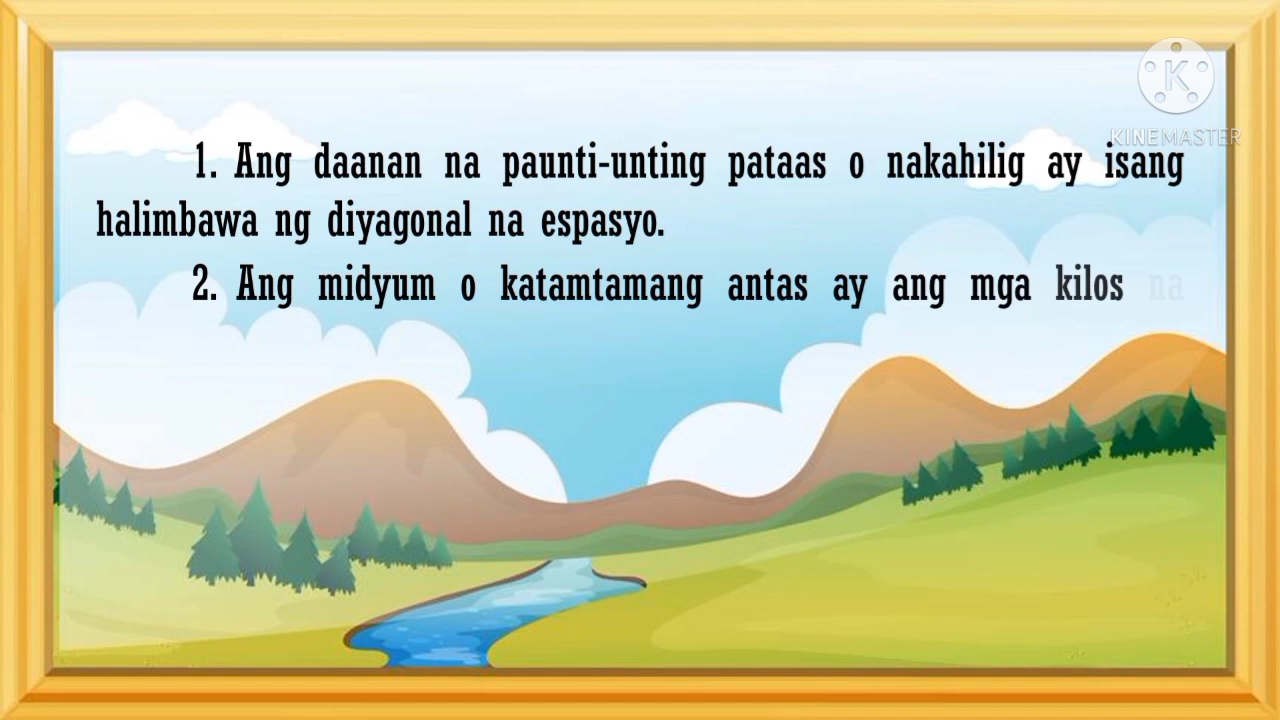 K
KINEMASTER
1. Ang daanan na paunti-unting pataas o nakahilig ay isang
halimbawa ng diyagonal na espasyo.
2. Ang midyum o katamtamang antas ay ang mga kilos na